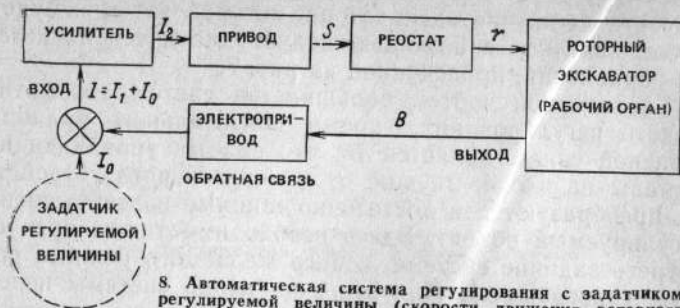 УСИЛИТЕЛЬ
I₂
ПРИВОД
S
РЕОСТАТ
r
РОТОРНЫЙ
ЭКСКАВАТОР
(РАБОЧИЙ ОРГАН)
ВХОД
I = I₁ + I₀
ЭЛЕКТРОПРИ-
ВОД
B
ВЫХОД
I₀
ОБРАТНАЯ СВЯЗЬ
ЗАДАТЧИК
РЕГУЛИРУЕМОЙ
ВЕЛИЧИНЫ
8. Автоматическая система регулирования с задатчиком
регулируемой величины (скорости движения